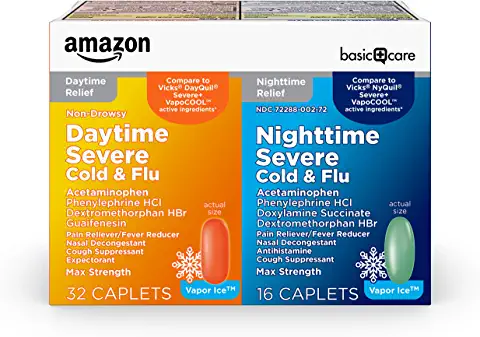 amazon
basic care
Daytime
Relief
Compare to
Vicks® DayQuil®
Severe+
VapoCOOL™
active ingredients*
Non-Drowsy
Daytime
Severe
Cold & Flu
Acetaminophen
Phenylephrine HCl
Dextromethorphan HBr
Guaifenesin
Pain Reliever/Fever Reducer
Nasal Decongestant
Cough Suppressant
Expectorant
Max Strength
actual
size
32 CAPLETS
Vapor Ice™
Nighttime
Relief
Compare to
Vicks® NyQuil®
Severe+
VapoCOOL™
active ingredients*
NDC 72288-002-72
Nighttime
Severe
Cold & Flu
Acetaminophen
Phenylephrine HCl
Doxylamine Succinate
Dextromethorphan HBr
Pain Reliever/Fever Reducer
Nasal Decongestant
Antihistamine
Cough Suppressant
Max Strength
actual
size
16 CAPLETS
Vapor Ice™